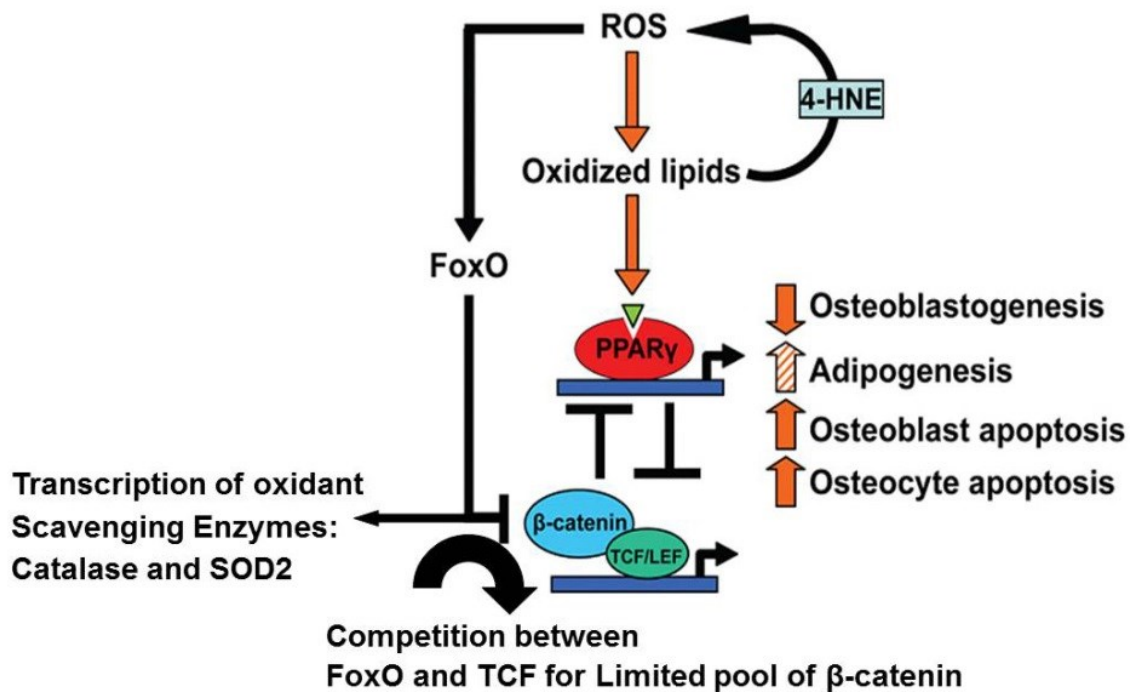 ROS
4-HNE
Oxidized lipids
FoxO
PPARγ
Osteoblastogenesis
Adipogenesis
Osteoblast apoptosis
Osteocyte apoptosis
Transcription of oxidant
Scavenging Enzymes:
Catalase and SOD2
β-catenin
TCF/LEF
Competition between
FoxO and TCF for Limited pool of β-catenin